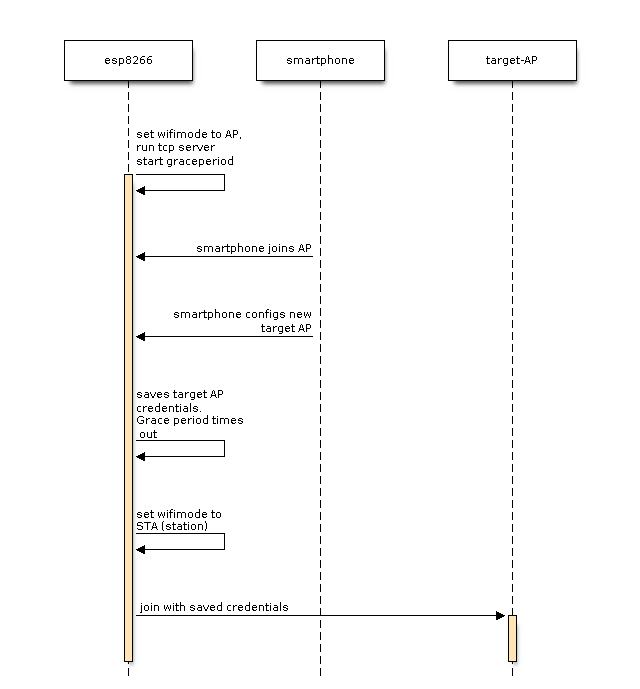 esp8266
smartphone
target-AP
set wifimode to AP,
run tcp server
start graceperiod
smartphone joins AP
smartphone configs new
target AP
saves target AP
credentials.
Grace period times
out
set wifimode to
STA (station)
join with saved credentials